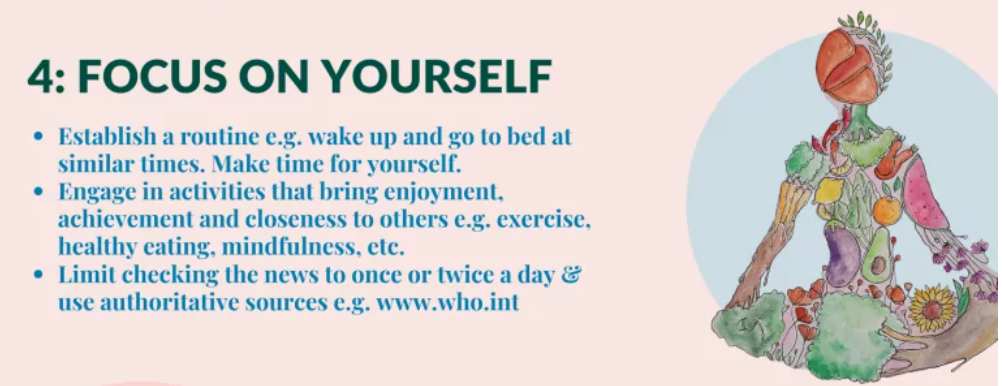 4: FOCUS ON YOURSELF
• Establish a routine e.g. wake up and go to bed at
similar times. Make time for yourself.
• Engage in activities that bring enjoyment,
achievement and closeness to others e.g. exercise,
healthy eating, mindfulness, etc.
• Limit checking the news to once or twice a day &
use authoritative sources e.g. www.who.int